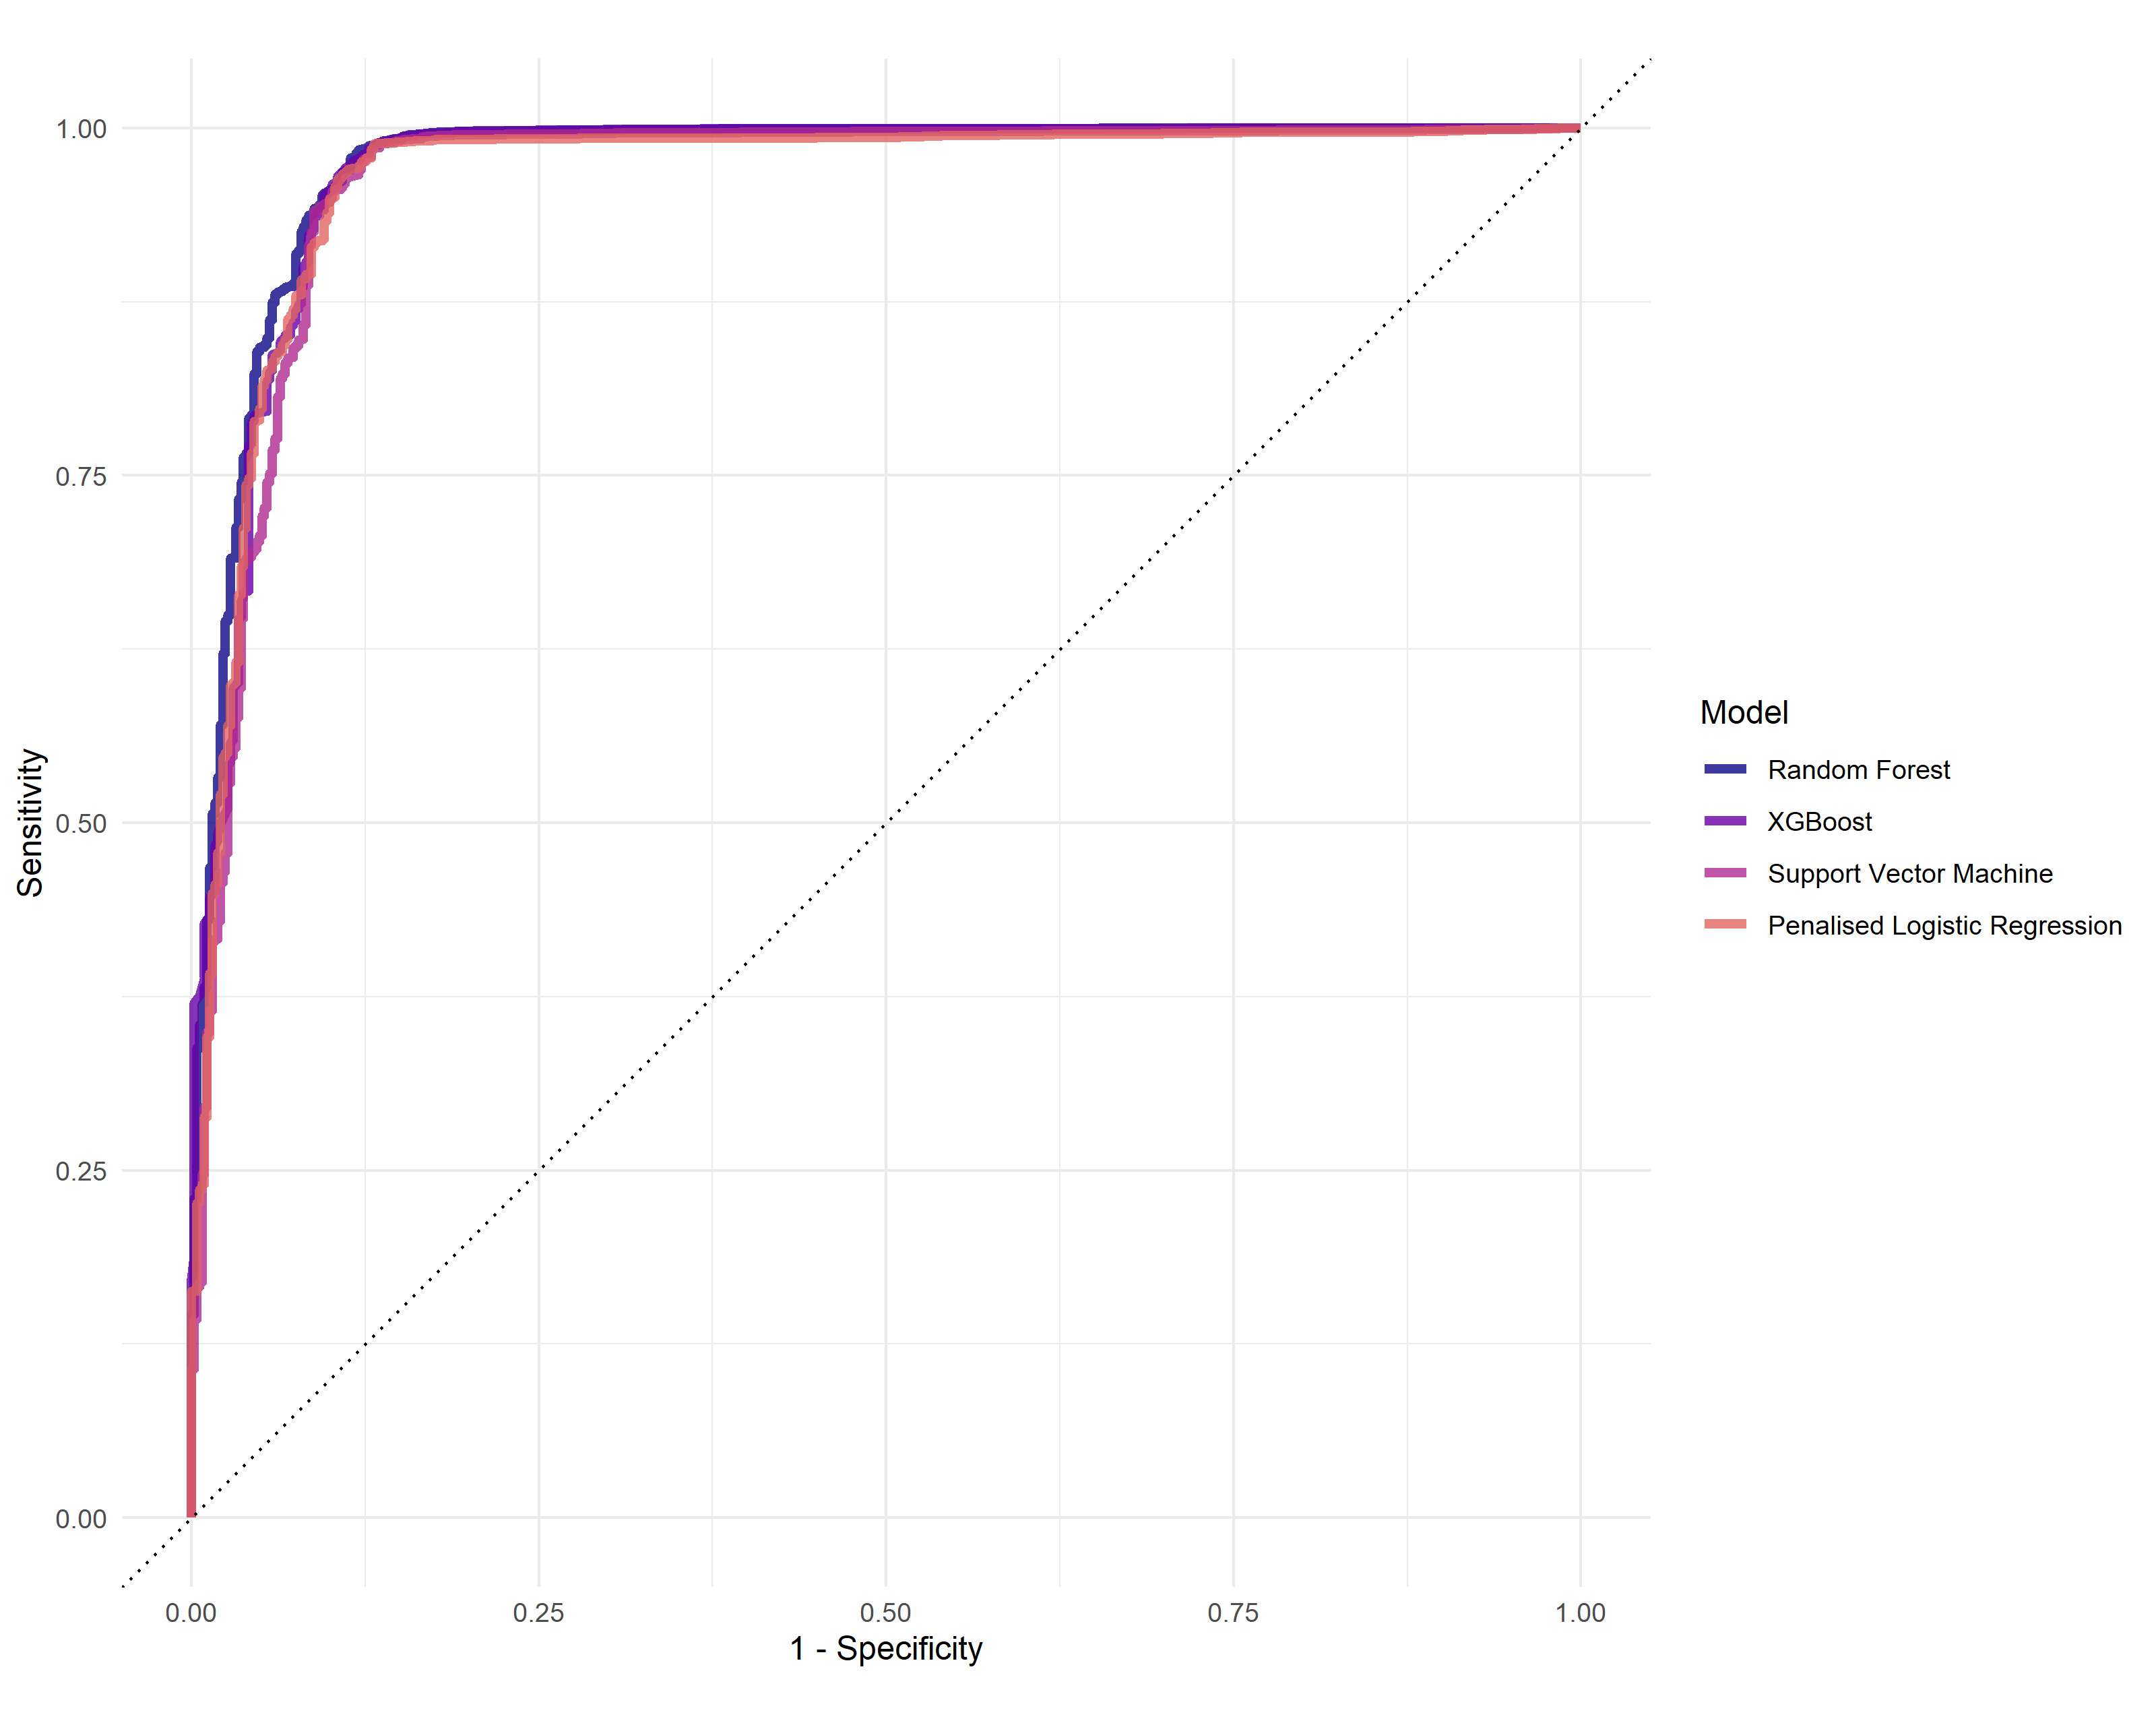 1.00
0.75
0.50
0.25
0.00
Sensitivity
0.00 0.25 0.50 0.75 1.00
1 - Specificity
Model
Random Forest
XGBoost
Support Vector Machine
Penalised Logistic Regression